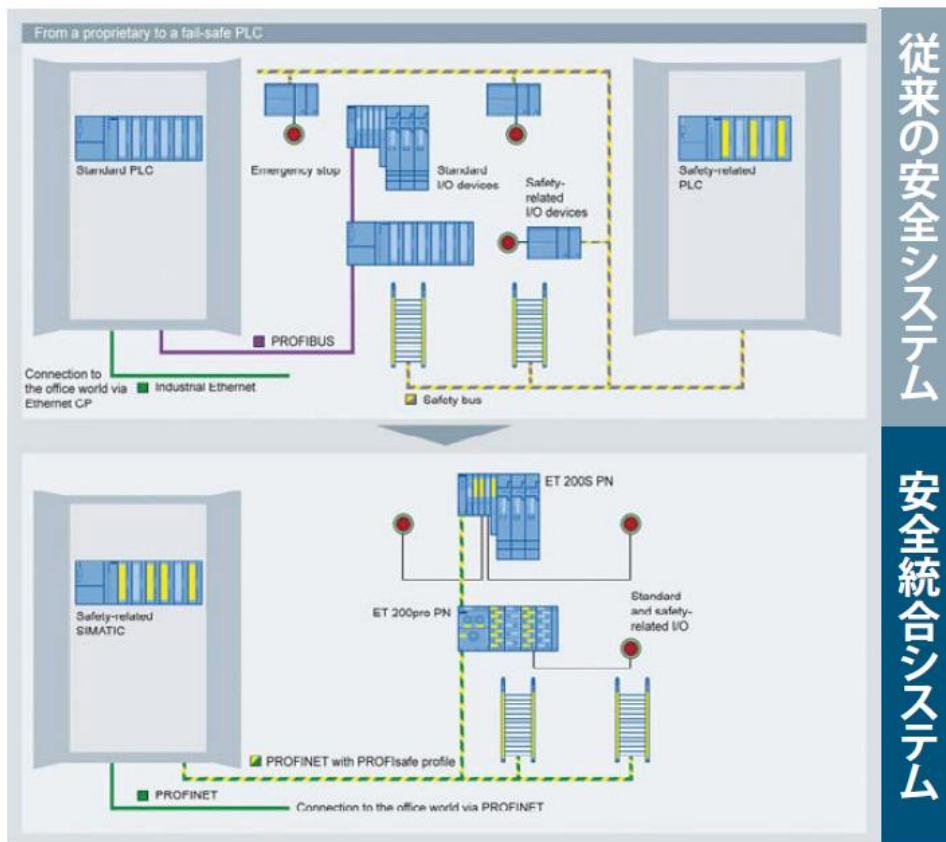 From a proprietary to a fail-safe PLC
Standard PLC
Emergency stop
Standard
I/O devices
Safety-
related
I/O devices
Safety-related
PLC
PROFIBUS
Connection to
the office world via
Ethernet CP
Industrial Ethernet
Safety bus
従来の安全システム
ET 200S PN
Safety-related
SIMATIC
ET 200pro PN
Standard
and safety-
related I/O
PROFINET with PROFIsafe profile
PROFINET
Connection to the office world via PROFINET
安全統合システム